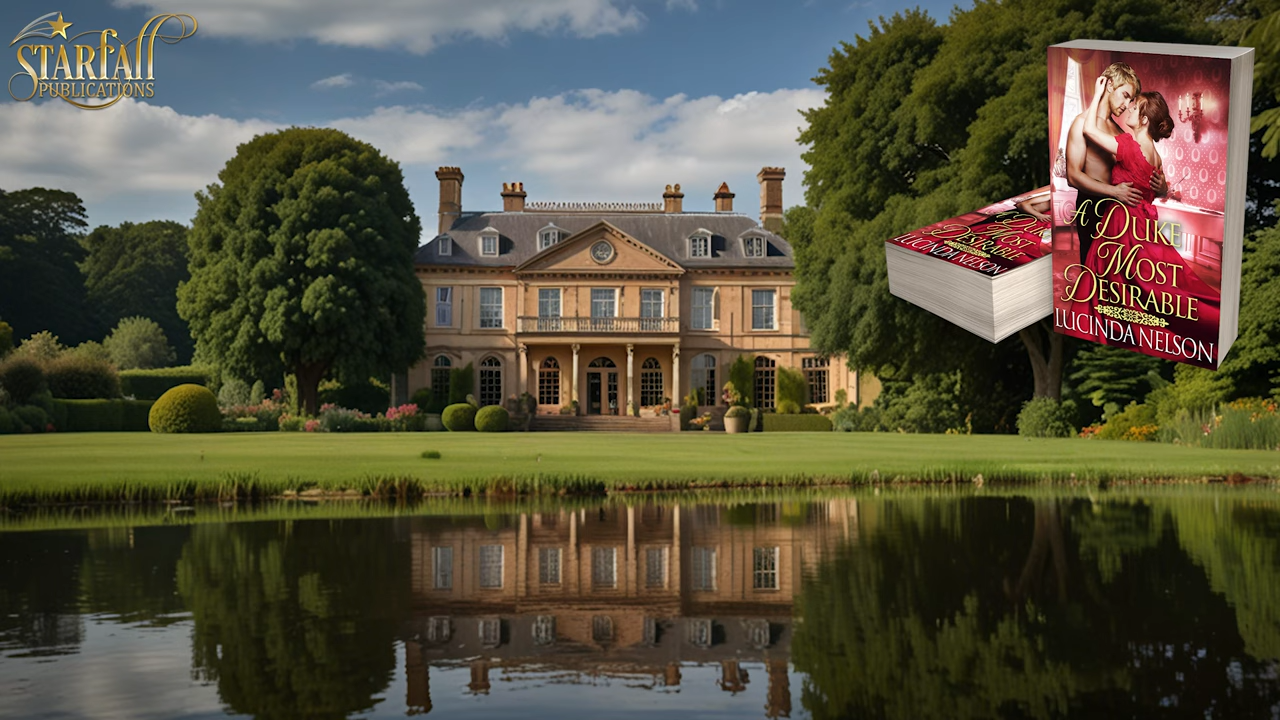 STARFALL
PUBLICATIONS
A DUKE
MOST
DESIRABLE
LUCINDA NELSON
A DUKE
MOST
DESIRABLE
LUCINDA NELSON